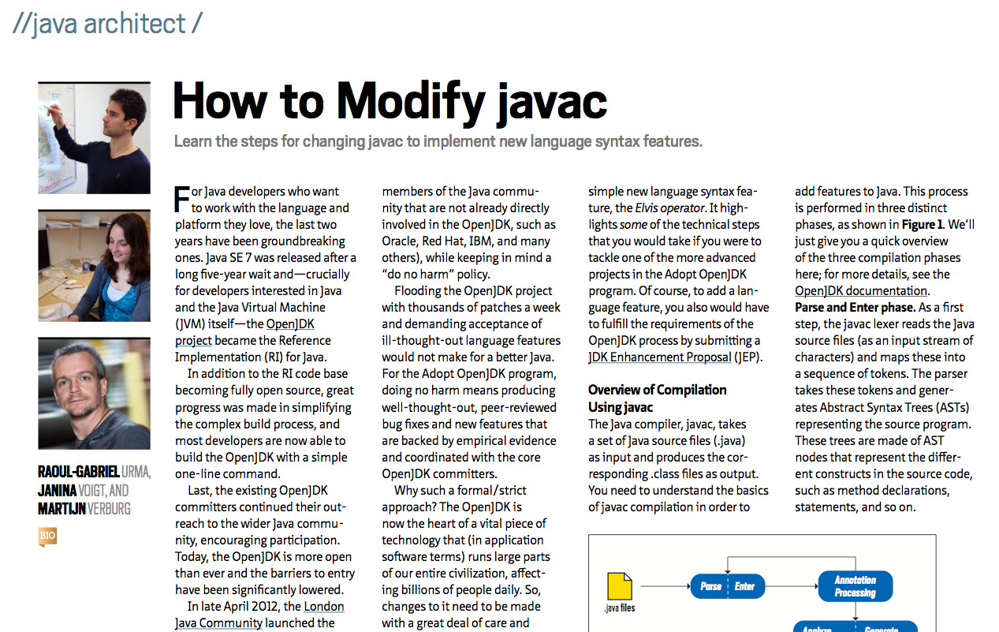 //java architect /
How to Modify javac
Learn the steps for changing javac to implement new language syntax features.
RAOUL-GABRIEL URMA,
JANINA VOIGT, AND
MARTIJN VERBURG
BIO
For Java developers who want
to work with the language and
platform they love, the last two
years have been groundbreaking
ones. Java SE 7 was released after a
long five-year wait and—crucially
for developers interested in Java
and the Java Virtual Machine
(JVM) itself—the OpenJDK
project became the Reference
Implementation (RI) for Java.
In addition to the RI code base
becoming fully open source, great
progress was made in simplifying
the complex build process, and
most developers are now able to
build the OpenJDK with a simple
one-line command.
Last, the existing OpenJDK
committers continued their out-
reach to the wider Java commu-
nity, encouraging participation.
Today, the OpenJDK is more open
than ever and the barriers to entry
have been significantly lowered.
In late April 2012, the London
Java Community launched the
members of the Java commu-
nity that are not already directly
involved in the OpenJDK, such as
Oracle, Red Hat, IBM, and many
others), while keeping in mind a
“do no harm” policy.
Flooding the OpenJDK project
with thousands of patches a week
and demanding acceptance of
ill-thought-out language features
would not make for a better Java.
For the Adopt OpenJDK program,
doing no harm means producing
well-thought-out, peer-reviewed
bug fixes and new features that
are backed by empirical evidence
and coordinated with the core
OpenJDK committers.
Why such a formal/strict
approach? The OpenJDK is
now the heart of a vital piece of
technology that (in application
software terms) runs large parts
of our entire civilization, affect-
ing billions of people daily. So,
changes to it need to be made
with a great deal of care and
simple new language syntax fea-
ture, the Elvis operator. It high-
lights some of the technical steps
that you would take if you were to
tackle one of the more advanced
projects in the Adopt OpenJDK
program. Of course, to add a lan-
guage feature, you also would have
to fulfill the requirements of the
OpenJDK process by submitting a
JDK Enhancement Proposal (JEP).
Overview of Compilation
Using javac
The Java compiler, javac, takes
a set of Java source files (.java)
as input and produces the cor-
responding .class files as output.
You need to understand the basics
of javac compilation in order to
add features to Java. This process
is performed in three distinct
phases, as shown in Figure 1. We’ll
just give you a quick overview
of the three compilation phases
here; for more details, see the
OpenJDK documentation.
Parse and Enter phase. As a first
step, the javac lexer reads the Java
source files (as an input stream of
characters) and maps these into
a sequence of tokens. The parser
takes these tokens and gener-
ates Abstract Syntax Trees (ASTs)
representing the source program.
These trees are made of AST
nodes that represent the differ-
ent constructs in the source code,
such as method declarations,
statements, and so on.
.java files
Parse Enter
Annotation
Processing
Analyze Generate